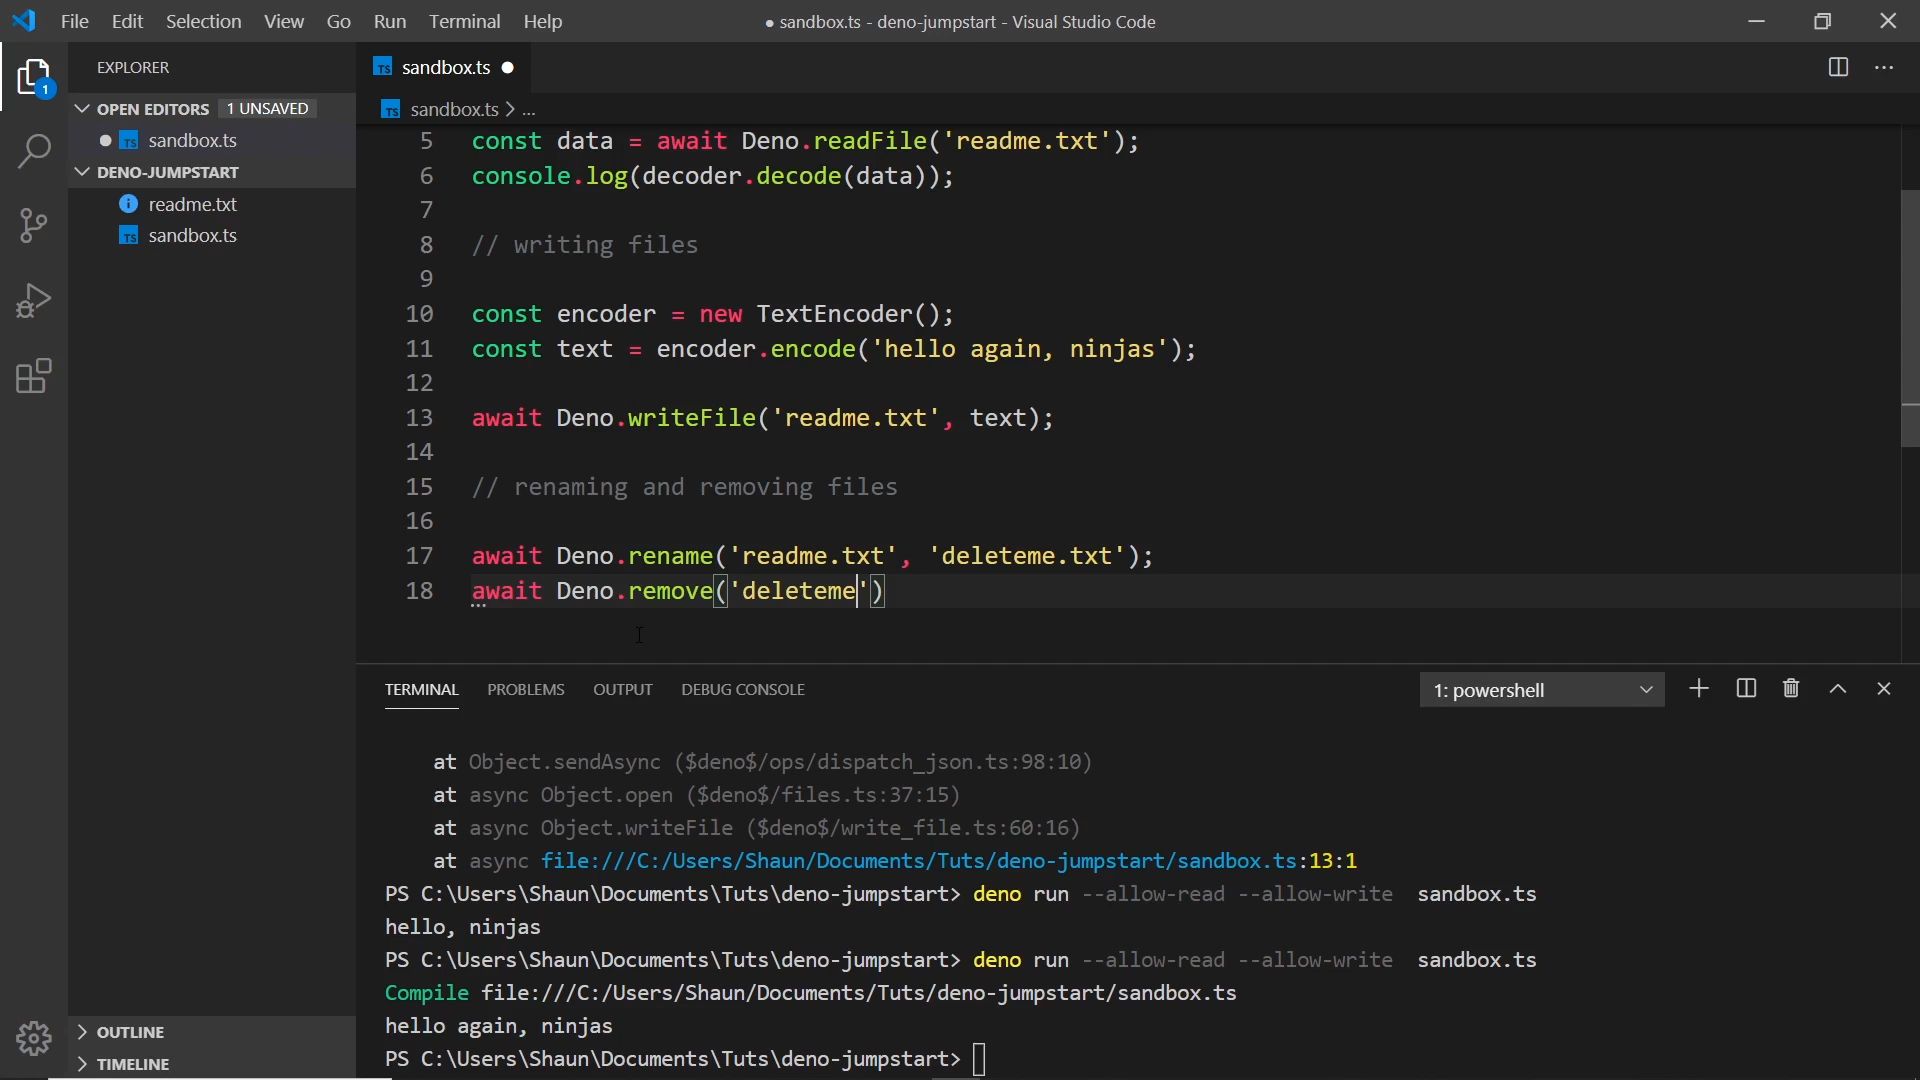 File Edit Selection View Go Run Terminal Help
● sandbox.ts - deno-jumpstart - Visual Studio Code
1
EXPLORER
OPEN EDITORS 1 UNSAVED
TS sandbox.ts
DENO-JUMPSTART
readme.txt
TS sandbox.ts
OUTLINE
TIMELINE
TS sandbox.ts
TS sandbox.ts > ...
5 const data = await Deno.readFile('readme.txt');
6 console.log(decoder.decode(data));
7
8 // writing files
9
10 const encoder = new TextEncoder();
11 const text = encoder.encode('hello again, ninjas');
12
13 await Deno.writeFile('readme.txt', text);
14
15 // renaming and removing files
16
17 await Deno.rename('readme.txt', 'deleteme.txt');
18 await Deno.remove('deleteme')
TERMINAL PROBLEMS OUTPUT DEBUG CONSOLE
1: powershell
at Object.sendAsync ($deno$/ops/dispatch_json.ts:98:10)
at async Object.open ($deno$/files.ts:37:15)
at async Object.writeFile ($deno$/write_file.ts:60:16)
at async file:///C:/Users/Shaun/Documents/Tuts/deno-jumpstart/sandbox.ts:13:1
PS C:\Users\Shaun\Documents\Tuts\deno-jumpstart> deno run --allow-read --allow-write sandbox.ts
hello, ninjas
PS C:\Users\Shaun\Documents\Tuts\deno-jumpstart> deno run --allow-read --allow-write sandbox.ts
Compile file:///C:/Users/Shaun/Documents/Tuts/deno-jumpstart/sandbox.ts
hello again, ninjas
PS C:\Users\Shaun\Documents\Tuts\deno-jumpstart>